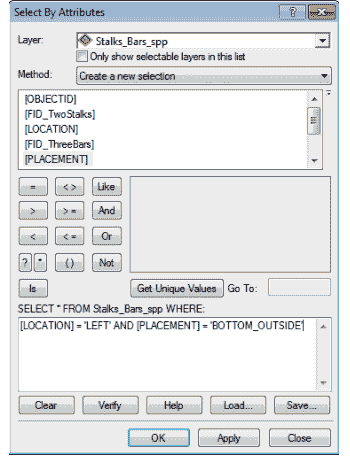 Select By Attributes
Layer: Stalks_Bars_spp
Only show selectable layers in this list
Method: Create a new selection
[OBJECTID]
[FID_TwoStalks]
[LOCATION]
[FID_ThreeBars]
[PLACEMENT]
= <> Like
> >= And
< <= Or
? * () Not
Is Get Unique Values Go To:
SELECT * FROM Stalks_Bars_spp WHERE:
[LOCATION] = 'LEFT' AND [PLACEMENT] = 'BOTTOM_OUTSIDE'
Clear Verify Help Load... Save...
OK Apply Close